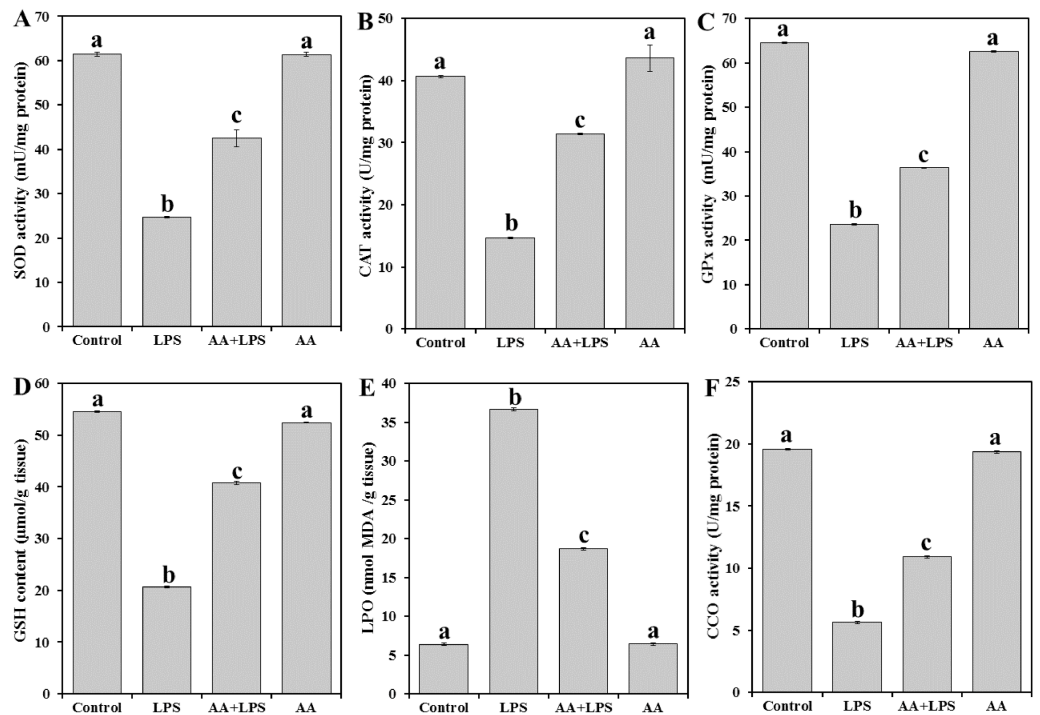 A
SOD activity (mU/mg protein)
70
60
50
40
30
20
10
0
a
b
c
a
Control LPS AA+LPS AA
B
CAT activity (U/mg protein)
50
40
30
20
10
0
a
b
c
a
Control LPS AA+LPS AA
C
GPx activity (mU/mg protein)
70
60
50
40
30
20
10
0
a
b
c
a
Control LPS AA+LPS AA
D
GSH content (µmol/g tissue)
60
50
40
30
20
10
0
a
b
c
a
Control LPS AA+LPS AA
E
LPO (nmol MDA /g tissue)
40
35
30
25
20
15
10
5
0
a
b
c
a
Control LPS AA+LPS AA
F
CCO activity (U/mg protein)
25
20
15
10
5
0
a
b
c
a
Control LPS AA+LPS AA